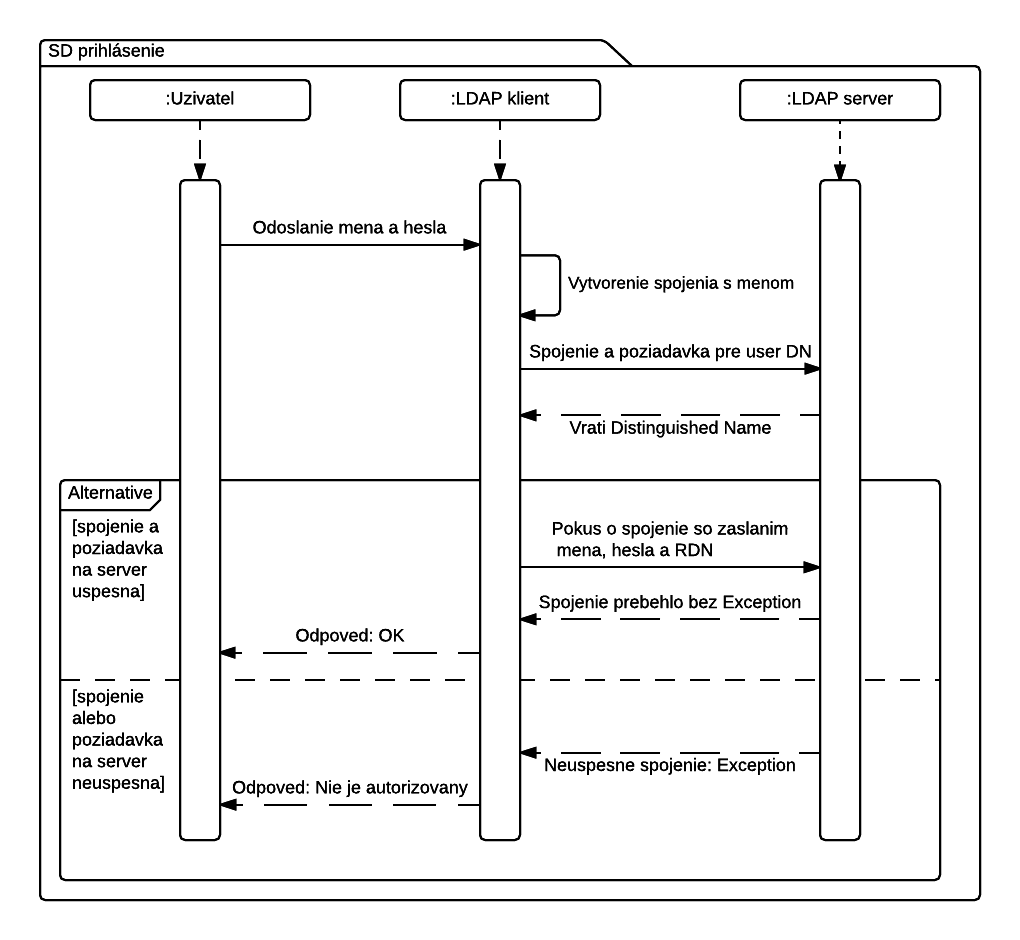 SD prihlásenie
:Uzivatel
:LDAP klient
:LDAP server
Odoslanie mena a hesla
Vytvorenie spojenia s menom
Spojenie a poziadavka pre user DN
Vrati Distinguished Name
Alternative
[spojenie a
poziadavka
na server
uspesna]
Pokus o spojenie so zaslanim
mena, hesla a RDN
Spojenie prebehlo bez Exception
Odpoved: OK
[spojenie
alebo
poziadavka
na server
neuspesna]
Neuspesne spojenie: Exception
Odpoved: Nie je autorizovany